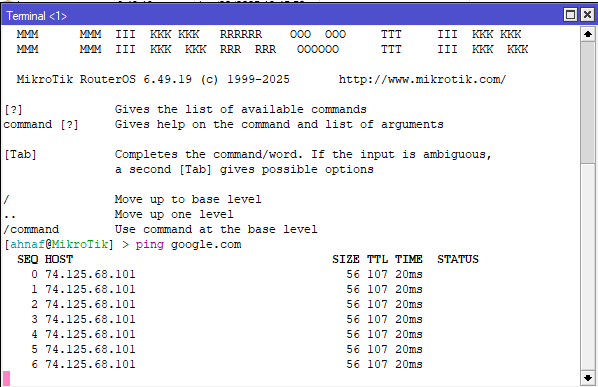 Terminal <1>
MMM      MMM  III  KKK KKK   RRRRRR     OOO  OOO     TTT     III  KKK KKK
MMM      MMM  III  KKK  KKK  RRR  RRR   OOOOOO      TTT     III  KKK  KKK
MikroTik RouterOS 6.49.19 (c) 1999-2025       http://www.mikrotik.com/
[?]             Gives the list of available commands
command [?]     Gives help on the command and list of arguments
[Tab]           Completes the command/word. If the input is ambiguous,
a second [Tab] gives possible options
/               Move up to base level
..              Move up one level
/command        Use command at the base level
[ahnaf@MikroTik] > ping google.com
SEQ HOST                                     SIZE TTL TIME  STATUS
0 74.125.68.101                              56 107 20ms
1 74.125.68.101                              56 107 20ms
2 74.125.68.101                              56 107 20ms
3 74.125.68.101                              56 107 20ms
4 74.125.68.101                              56 107 20ms
5 74.125.68.101                              56 107 20ms
6 74.125.68.101                              56 107 20ms